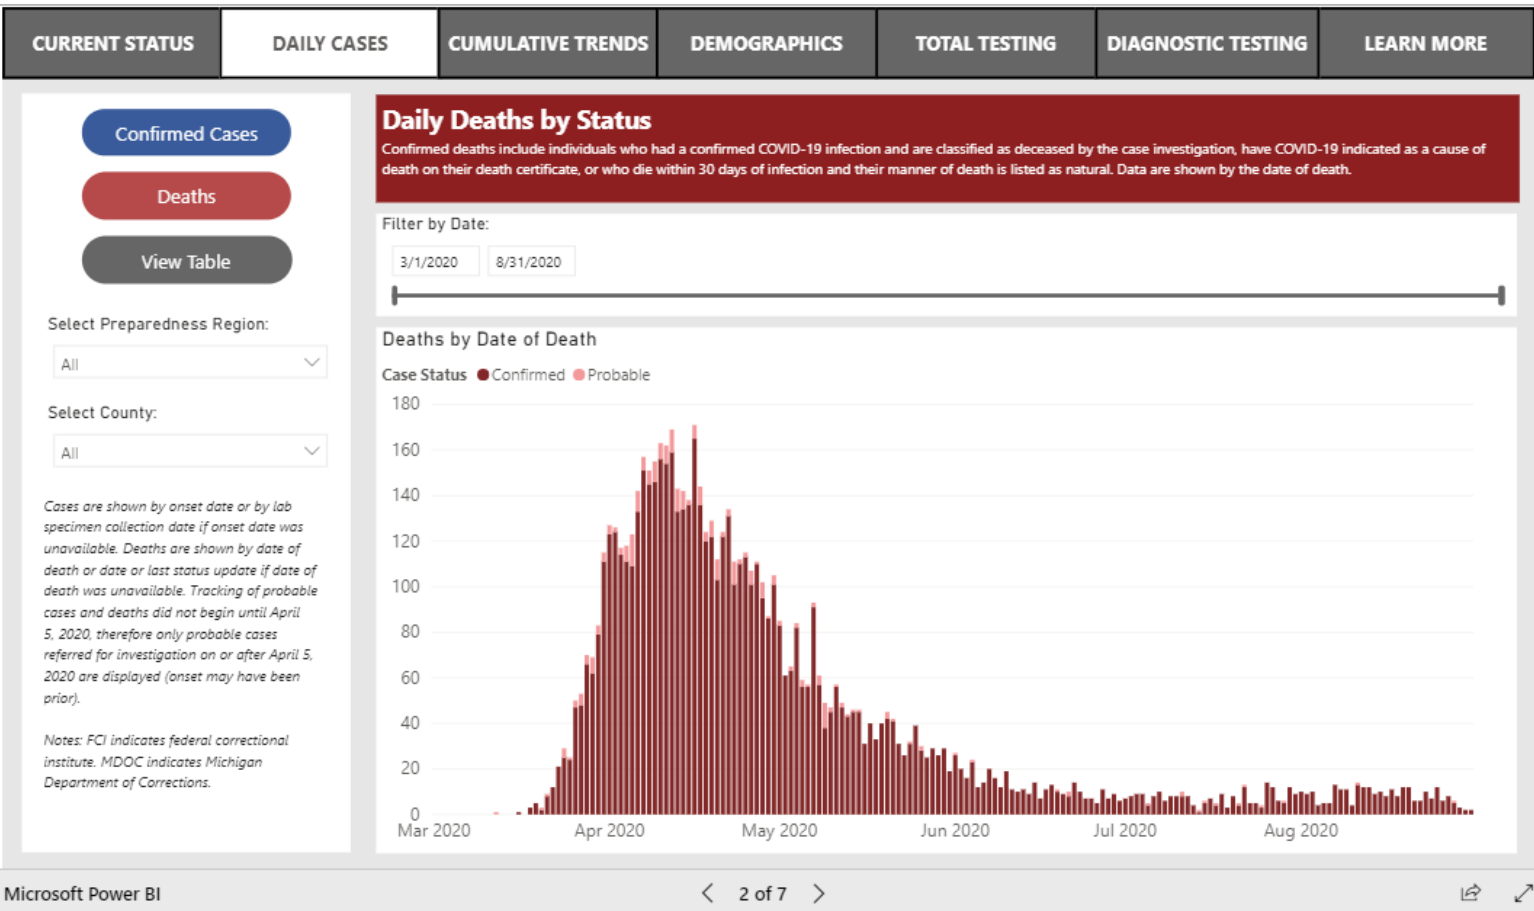 CURRENT STATUS
DAILY CASES
CUMULATIVE TRENDS
DEMOGRAPHICS
TOTAL TESTING
DIAGNOSTIC TESTING
LEARN MORE
Confirmed Cases
Deaths
View Table
Select Preparedness Region:
All
Select County:
All
Cases are shown by onset date or by lab
specimen collection date if onset date was
unavailable. Deaths are shown by date of
death or date or last status update if date of
death was unavailable. Tracking of probable
cases and deaths did not begin until April
5, 2020, therefore only probable cases
referred for investigation on or after April 5,
2020 are displayed (onset may have been
prior).
Notes: FCI indicates federal correctional
institute. MDOC indicates Michigan
Department of Corrections.
Daily Deaths by Status
Confirmed deaths include individuals who had a confirmed COVID-19 infection and are classified as deceased by the case investigation, have COVID-19 indicated as a cause of
death on their death certificate, or who die within 30 days of infection and their manner of death is listed as natural. Data are shown by the date of death.
Filter by Date:
3/1/2020 8/31/2020
Deaths by Date of Death
Case Status Confirmed Probable
180
160
140
120
100
80
60
40
20
0
Mar 2020 Apr 2020 May 2020 Jun 2020 Jul 2020 Aug 2020
Microsoft Power BI
2 of 7